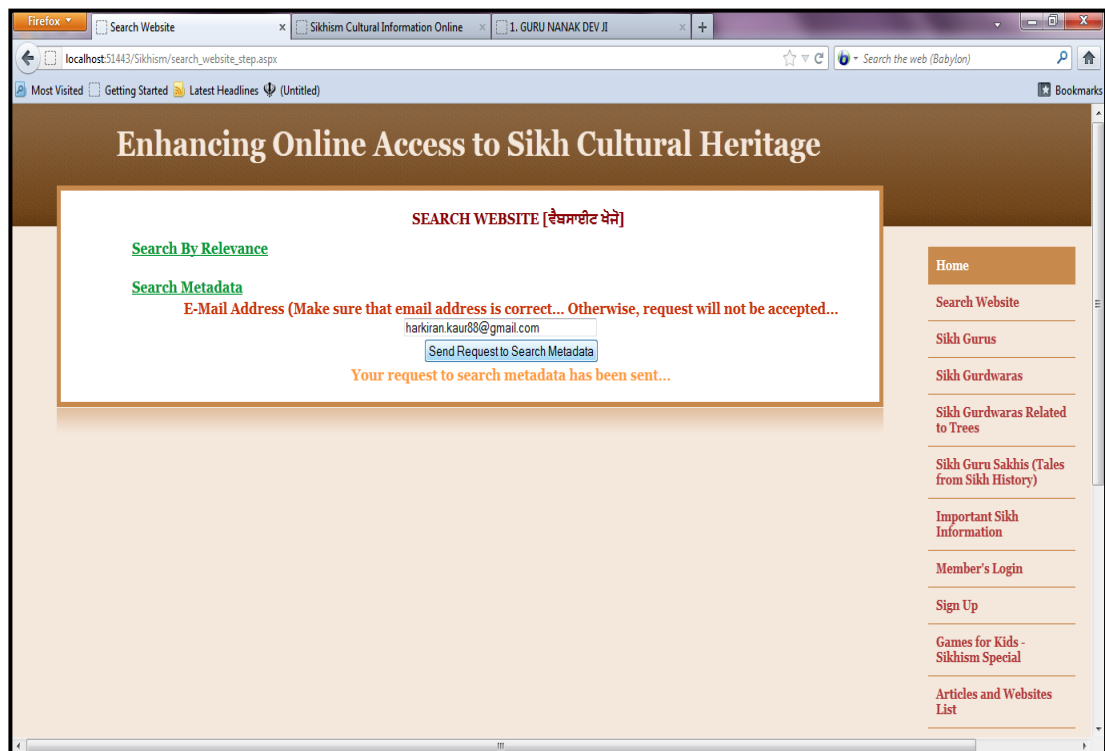 Firefox
Search Website x
Sikhism Cultural Information Online x
1. GURU NANAK DEV JI x
+
localhost:51443/Sikhism/search_website_step.aspx
Search the web (Babylon)
Most Visited Getting Started Latest Headlines (Untitled) Bookmarks
Enhancing Online Access to Sikh Cultural Heritage
SEARCH WEBSITE [ਵੈਬਸਾਈਟ ਖੋਜੋ]
Search By Relevance
Search Metadata
E-Mail Address (Make sure that email address is correct... Otherwise, request will not be accepted...
harkiran.kaur88@gmail.com
Send Request to Search Metadata
Your request to search metadata has been sent...
Home
Search Website
Sikh Gurus
Sikh Gurdwaras
Sikh Gurdwaras Related
to Trees
Sikh Guru Sakhis (Tales
from Sikh History)
Important Sikh
Information
Member's Login
Sign Up
Games for Kids -
Sikhism Special
Articles and Websites
List